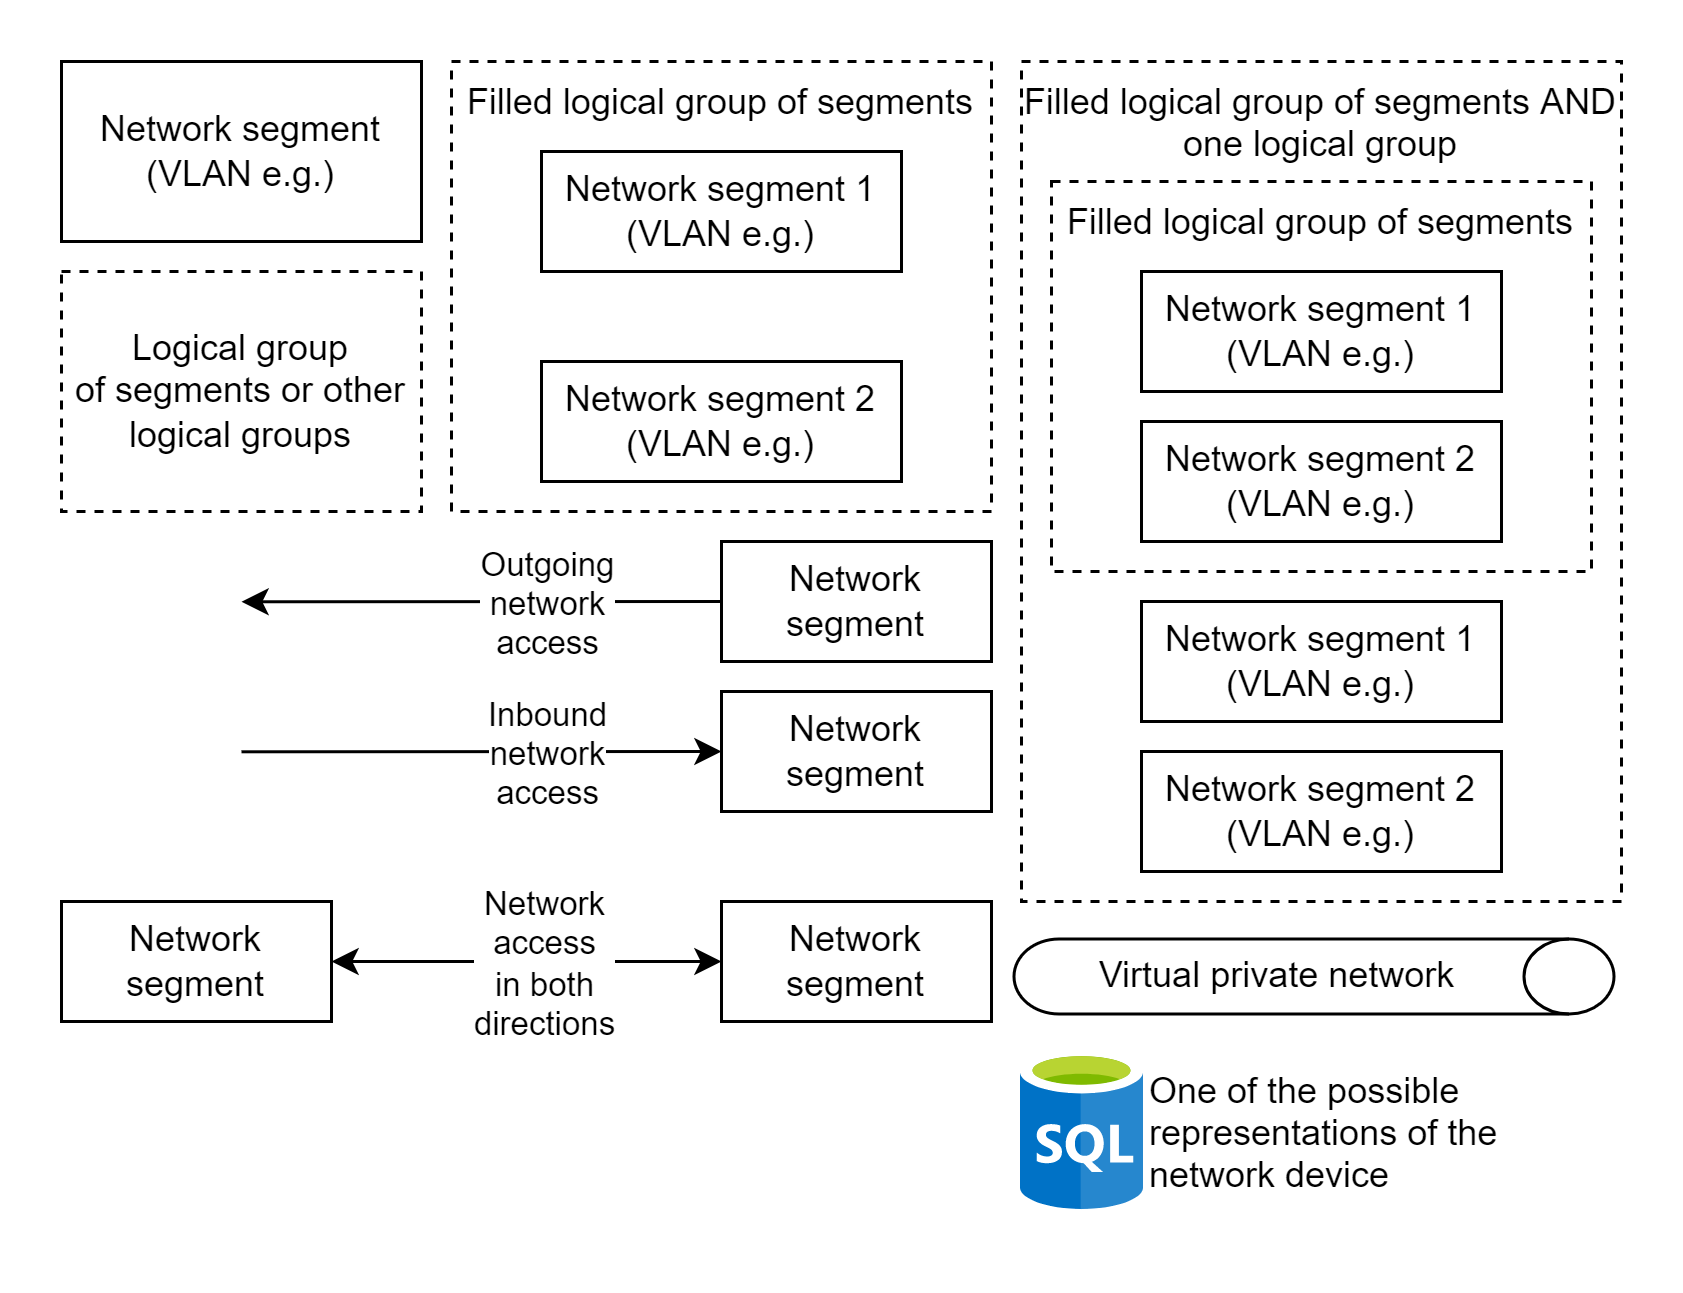 Network segment
(VLAN e.g.)
Logical group
of segments or other
logical groups
Filled logical group of segments
Network segment 1
(VLAN e.g.)
Network segment 2
(VLAN e.g.)
Filled logical group of segments AND
one logical group
Filled logical group of segments
Network segment 1
(VLAN e.g.)
Network segment 2
(VLAN e.g.)
Network segment 1
(VLAN e.g.)
Network segment 2
(VLAN e.g.)
Outgoing
network
access
Network
segment
Inbound
network
access
Network
segment
Network
segment
Network
access
in both
directions
Network
segment
Virtual private network
SQL
One of the possible
representations of the
network device